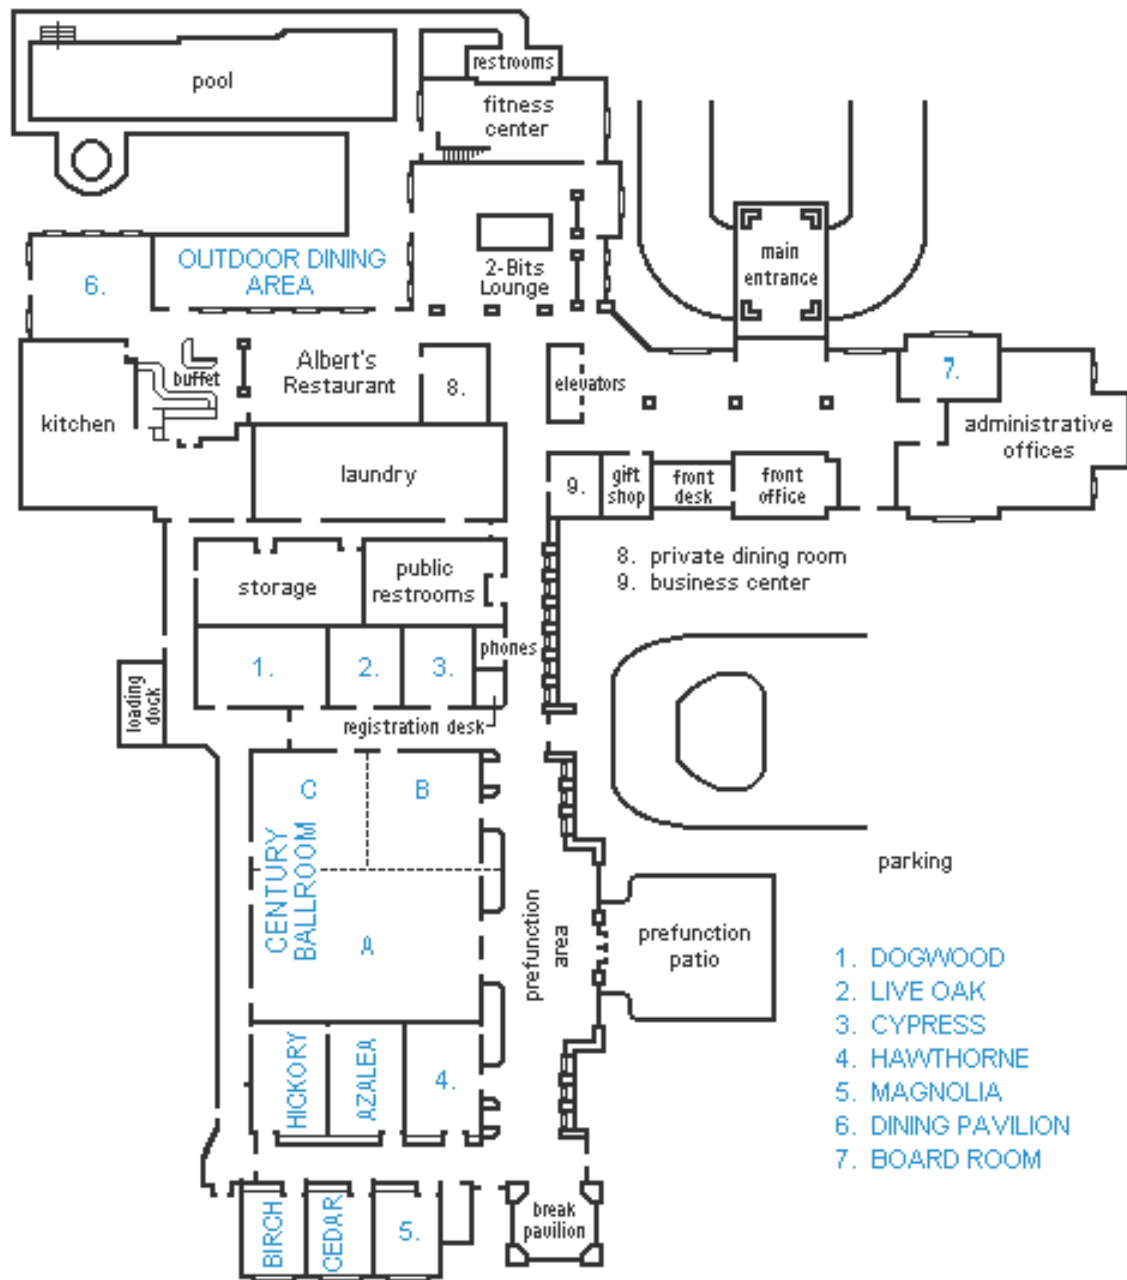 restrooms
pool
fitness
center
main
entrance
OUTDOOR DINING
AREA
6.
2-Bits
Lounge
Albert's
Restaurant
buffet
8.
elevators
7.
kitchen
administrative
offices
laundry
9.
gift
shop
front
desk
front
office
8. private dining room
9. business center
storage
public
restrooms
phones
1.
2.
3.
loading
dock
registration desk
C
B
CENTURY
BALLROOM
A
parking
prefunction
area
prefunction
patio
HICKORY
AZALEA
4.
1. DOGWOOD
2. LIVE OAK
3. CYPRESS
4. HAWTHORNE
5. MAGNOLIA
6. DINING PAVILION
7. BOARD ROOM
BIRCH
CEDAR
5.
break
pavilion